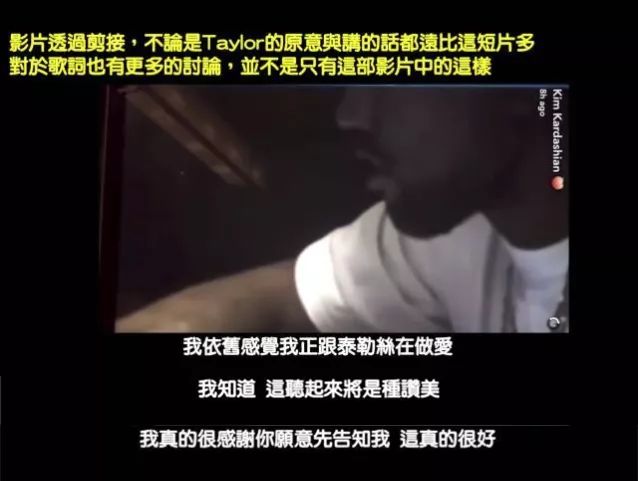 影片透過剪接，不論是Taylor的原意與講的話都遠比這短片多
對於歌詞也有更多的討論，並不是只有這部影片中的這樣
Kim Kardashian
8h ago
我依舊感覺我正跟泰勒絲在做愛
我知道 這聽起來將是種讚美
我真的很感謝你願意先告知我 這真的很好